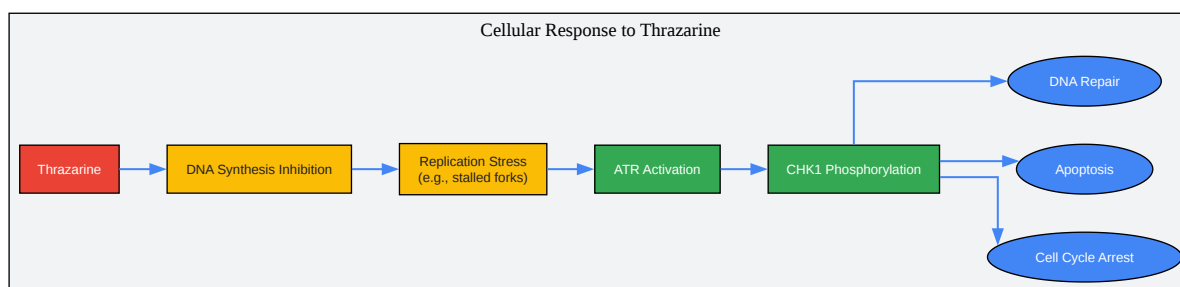 Cellular Response to Thrazarine
Thrazarine
DNA Synthesis Inhibition
Replication Stress
(e.g., stalled forks)
ATR Activation
CHK1 Phosphorylation
DNA Repair
Apoptosis
Cell Cycle Arrest